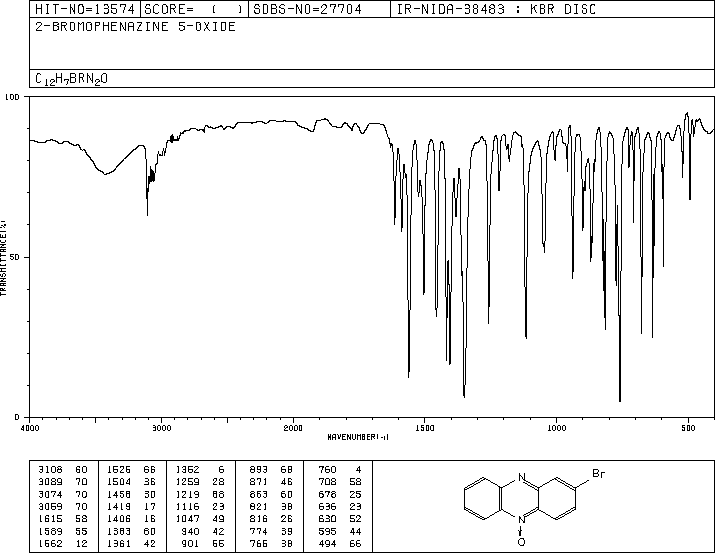 HIT-NO=13574 SCORE= ( ) SDBS-NO=27704 IR-NIDA-38483 : KBR DISC
2-BROMOPHENAZINE 5-OXIDE
C12H7BRN2O
100
50
0
TRANSMITTANCE(%)
4000 3000 2000 1500 1000 500
WAVENUMBER(-1)
3108 60 1526 66 1352 6 893 68 760 4
3089 70 1504 36 1259 28 871 46 708 58
3074 70 1458 30 1219 68 863 60 678 25
3059 70 1419 17 1116 23 821 38 636 23
1615 58 1406 16 1047 49 816 26 630 52
1589 55 1383 60 940 42 774 39 595 44
1562 12 1361 42 901 55 766 38 494 66
Br
N
N
O